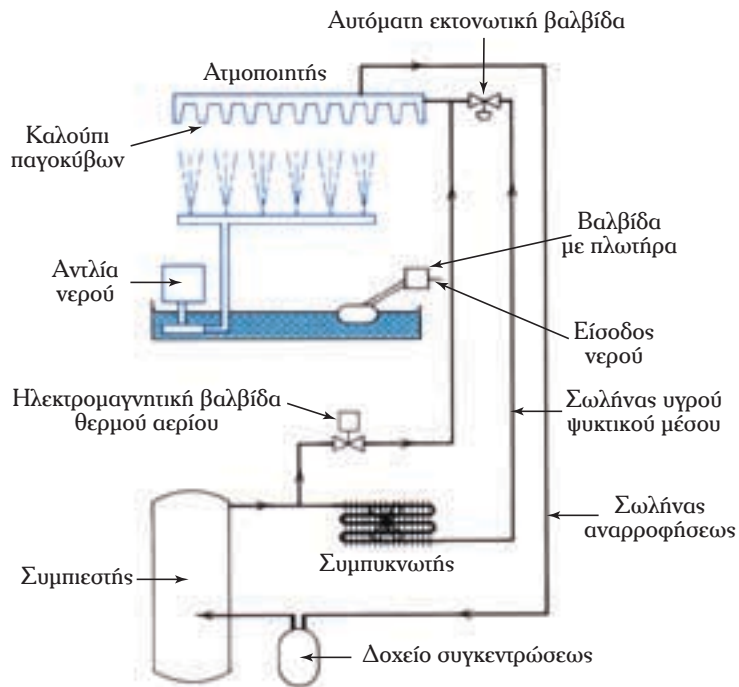 Αυτόματη εκτονωτική βαλβίδα
Ατμοποιητής
Καλούπι
παγοκύβων
Βαλβίδα
με πλωτήρα
Αντλία
νερού
Είσοδος
νερού
Ηλεκτρομαγνητική βαλβίδα
θερμού αερίου
Σωλήνας υγρού
ψυκτικού μέσου
Σωλήνας
αναρροφήσεως
Συμπυκνωτής
Συμπιεστής
Δοχείο συγκεντρώσεως